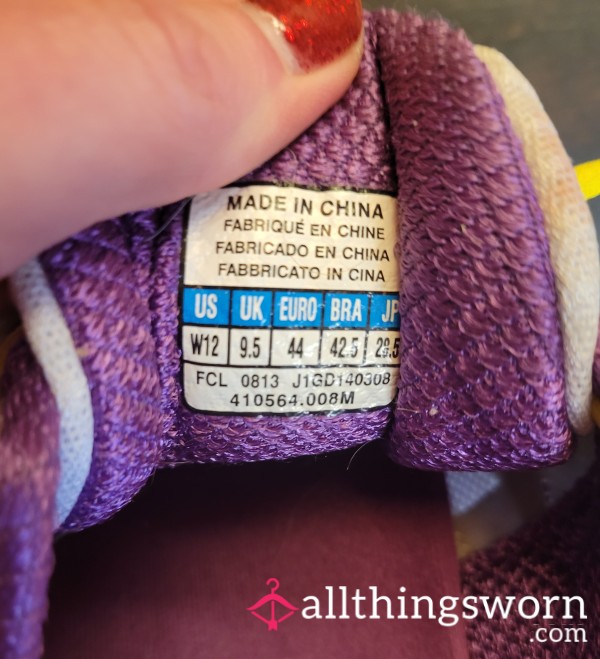 MADE IN CHINA
FABRIQUÉ EN CHINE
FABRICADO EN CHINA
FABBRICATO IN CINA
US UK EURO BRA JP
W12 9.5 44 42.5 29.5
FCL 0813 J1GD140308
410564.008M
allthingsworn
.com